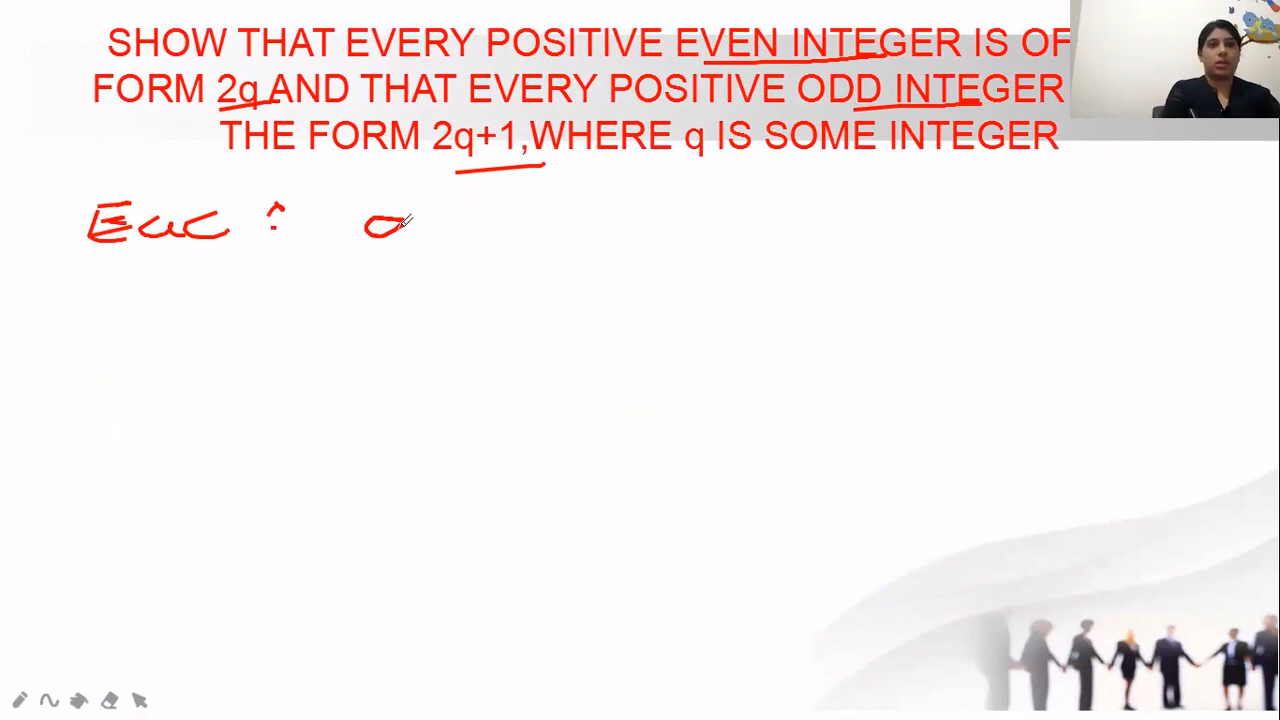 SHOW THAT EVERY POSITIVE EVEN INTEGER IS OF
FORM 2q AND THAT EVERY POSITIVE ODD INTEGER
THE FORM 2q+1,WHERE q IS SOME INTEGER
Euc :